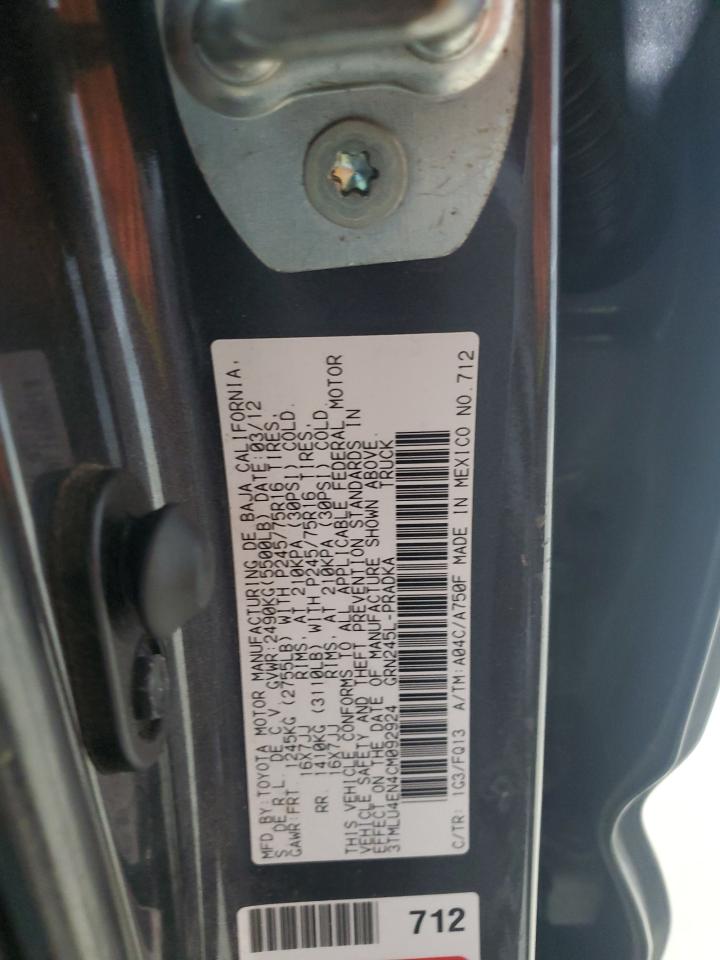 MFD BY:TOYOTA MOTOR MANUFACTURING DE BAJA CALIFORNIA,
S DE R.L. DE C.V. GVWR:2490KG(5500LB) DATE:03/12
GAWR:FRT. 1245KG (2755LB) WITH P245/75R16 TIRES,
16X7JJ RIMS, AT 210KPA (30PSI) COLD.
RR. 1410KG (3110LB) WITH P245/75R16 TIRES,
16X7JJ RIMS, AT 210KPA (30PSI) COLD.
THIS VEHICLE CONFORMS TO ALL APPLICABLE FEDERAL MOTOR
VEHICLE SAFETY AND THEFT PREVENTION STANDARDS IN
EFFECT ON THE DATE OF MANUFACTURE SHOWN ABOVE.
3TMLU4EN4CM092924 GRN245L-PRADKA TRUCK
C/TR: 1G3/FQ13 A/TM:A04C/A750F MADE IN MEXICO NO.712
712